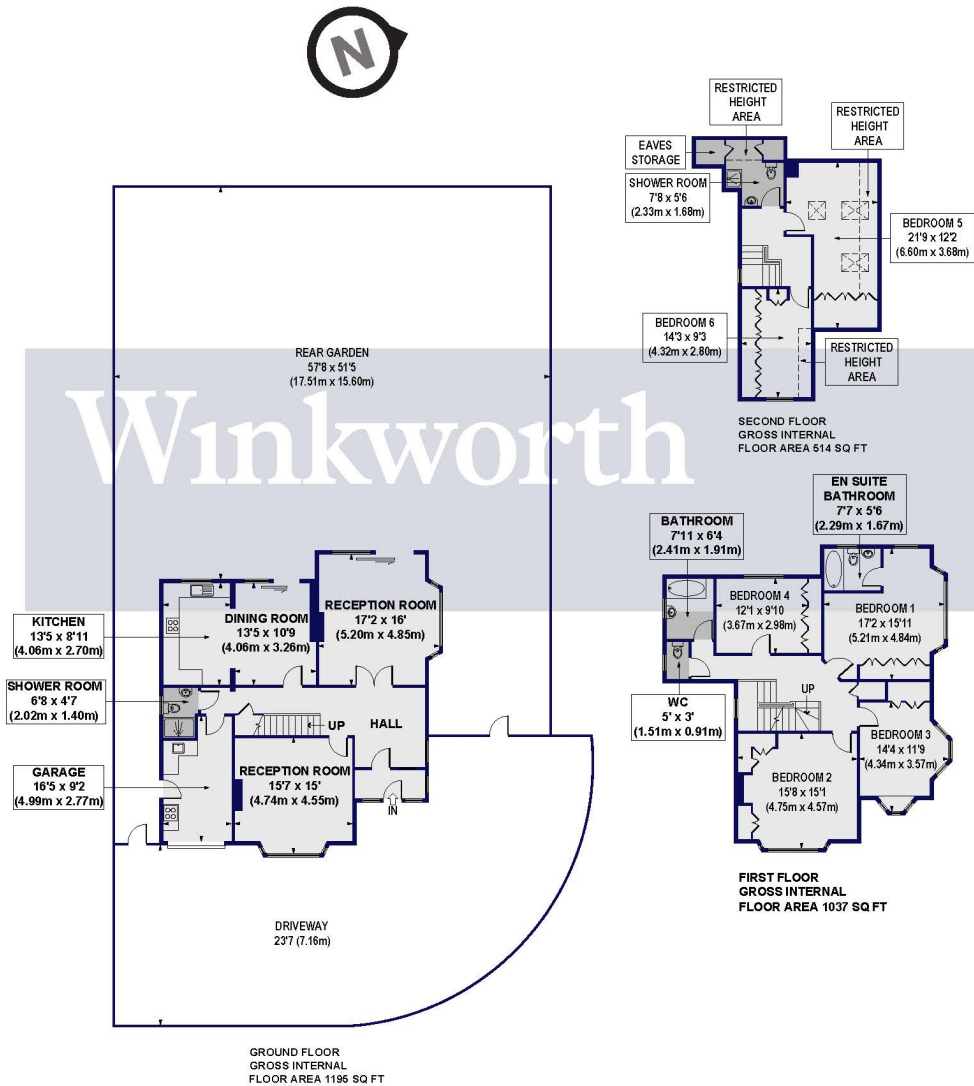 N
RESTRICTED
HEIGHT
AREA
RESTRICTED
HEIGHT
AREA
EAVES
STORAGE
SHOWER ROOM
7'8 x 5'6
(2.33m x 1.68m)
BEDROOM 5
21'9 x 12'2
(6.60m x 3.68m)
BEDROOM 6
14'3 x 9'3
(4.32m x 2.80m)
RESTRICTED
HEIGHT
AREA
SECOND FLOOR
GROSS INTERNAL
FLOOR AREA 514 SQ FT
REAR GARDEN
57'8 x 51'5
(17.51m x 15.60m)
Winkworth
EN SUITE
BATHROOM
7'7 x 5'6
(2.29m x 1.67m)
BATHROOM
7'11 x 6'4
(2.41m x 1.91m)
BEDROOM 4
12'1 x 9'10
(3.67m x 2.98m)
BEDROOM 1
17'2 x 15'11
(5.21m x 4.84m)
WC
5' x 3'
(1.51m x 0.91m)
UP
BEDROOM 3
14'4 x 11'9
(4.34m x 3.57m)
BEDROOM 2
15'8 x 15'1
(4.75m x 4.57m)
FIRST FLOOR
GROSS INTERNAL
FLOOR AREA 1037 SQ FT
KITCHEN
13'5 x 8'11
(4.06m x 2.70m)
DINING ROOM
13'5 x 10'9
(4.06m x 3.26m)
RECEPTION ROOM
17'2 x 16'
(5.20m x 4.85m)
SHOWER ROOM
6'8 x 4'7
(2.02m x 1.40m)
UP
HALL
GARAGE
16'5 x 9'2
(4.99m x 2.77m)
RECEPTION ROOM
15'7 x 15'
(4.74m x 4.55m)
IN
DRIVEWAY
23'7 (7.16m)
GROUND FLOOR
GROSS INTERNAL
FLOOR AREA 1195 SQ FT